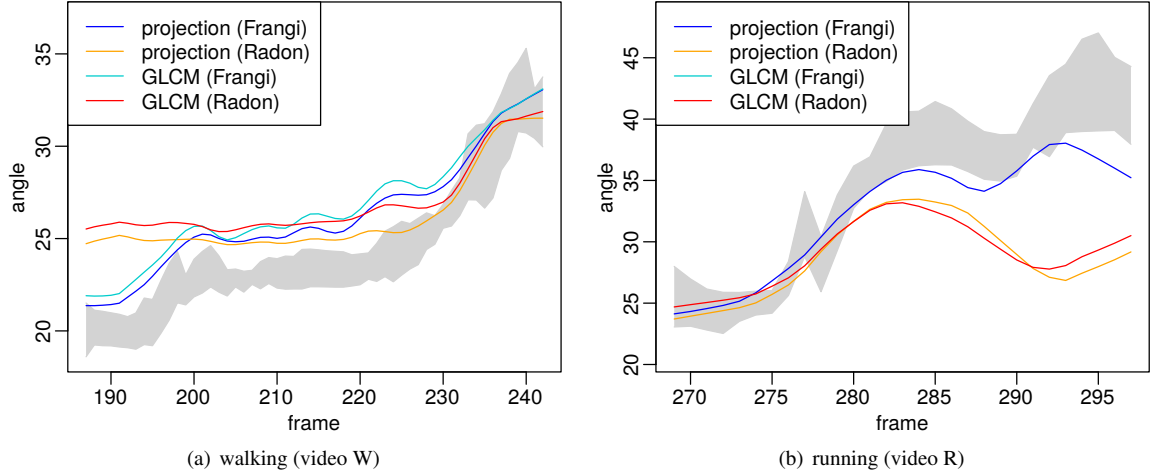 projection (Frangi)
projection (Radon)
GLCM (Frangi)
GLCM (Radon)
angle
35
30
25
20
190
200
210
220
230
240
frame
(a) walking (video W)
projection (Frangi)
projection (Radon)
GLCM (Frangi)
GLCM (Radon)
angle
45
40
35
30
25
20
270
275
280
285
290
295
frame
(b) running (video R)